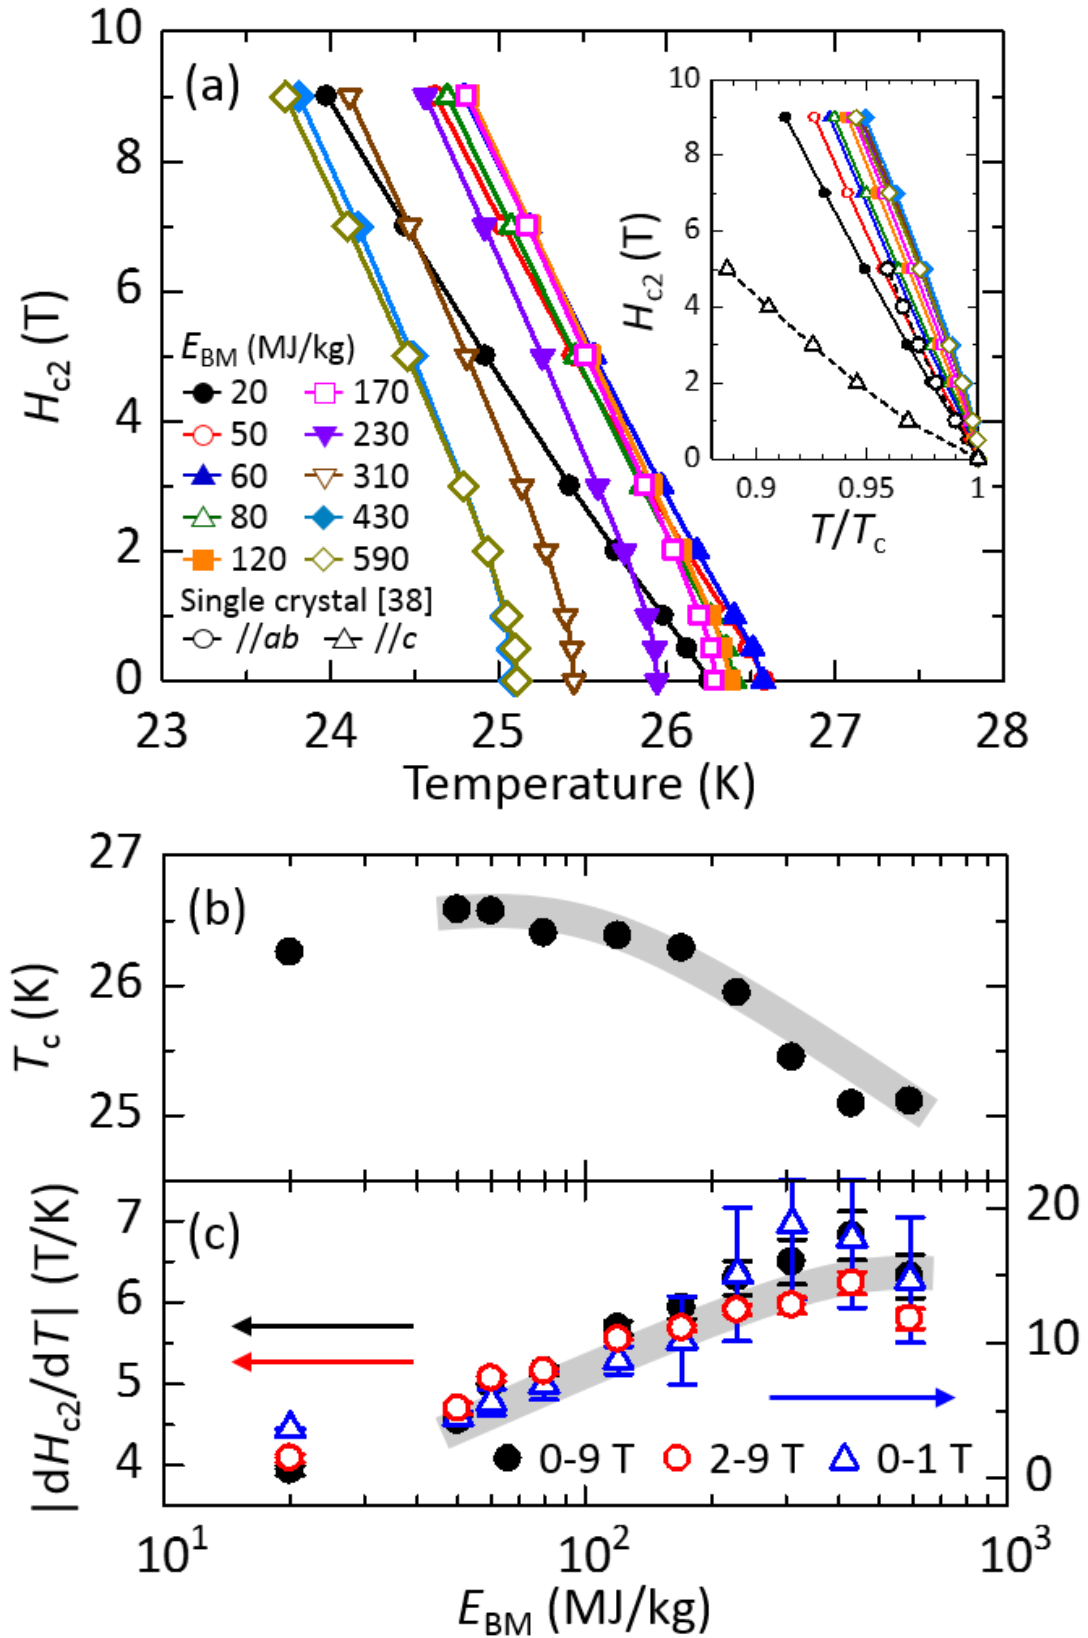 (a)
10
8
6
4
2
0
H_c2 (T)
E_BM (MJ/kg)
20 170
50 230
60 310
80 430
120 590
Single crystal [38]
//ab //c
23 24 25 26 27 28
Temperature (K)
10
8
6
4
2
0
H_c2 (T)
0.9 0.95 1
T/T_c
(b)
27
26
25
T_c (K)
(c)
7
6
5
4
|dH_c2/dT| (T/K)
20
10
0
0-9 T 2-9 T 0-1 T
10^1 10^2 10^3
E_BM (MJ/kg)